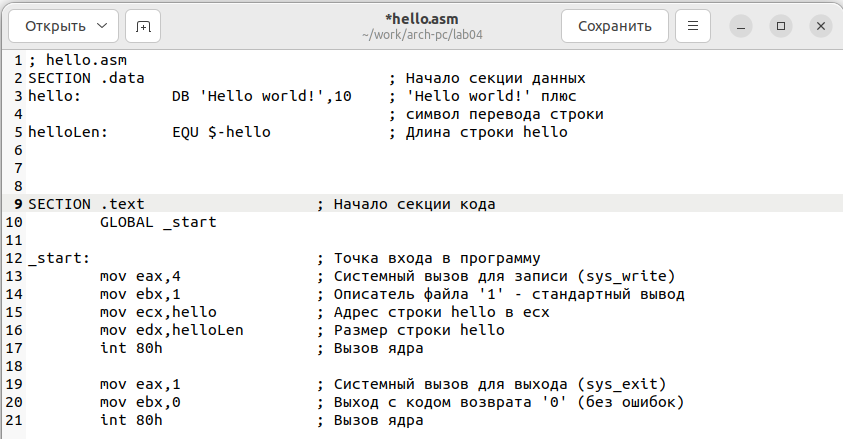 Открыть
*hello.asm
~/work/arch-pc/lab04
Сохранить
1 ; hello.asm
2 SECTION .data                           ; Начало секции данных
3 hello:          DB 'Hello world!',10    ; 'Hello world!' плюс
4                                         ; символ перевода строки
5 helloLen:       EQU $-hello             ; Длина строки hello
6
7
8
9 SECTION .text                   ; Начало секции кода
10         GLOBAL _start
11
12 _start:                         ; Точка входа в программу
13         mov eax,4               ; Системный вызов для записи (sys_write)
14         mov ebx,1               ; Описатель файла '1' - стандартный вывод
15         mov ecx,hello           ; Адрес строки hello в ecx
16         mov edx,helloLen        ; Размер строки hello
17         int 80h                 ; Вызов ядра
18
19         mov eax,1               ; Системный вызов для выхода (sys_exit)
20         mov ebx,0               ; Выход с кодом возврата '0' (без ошибок)
21         int 80h                 ; Вызов ядра